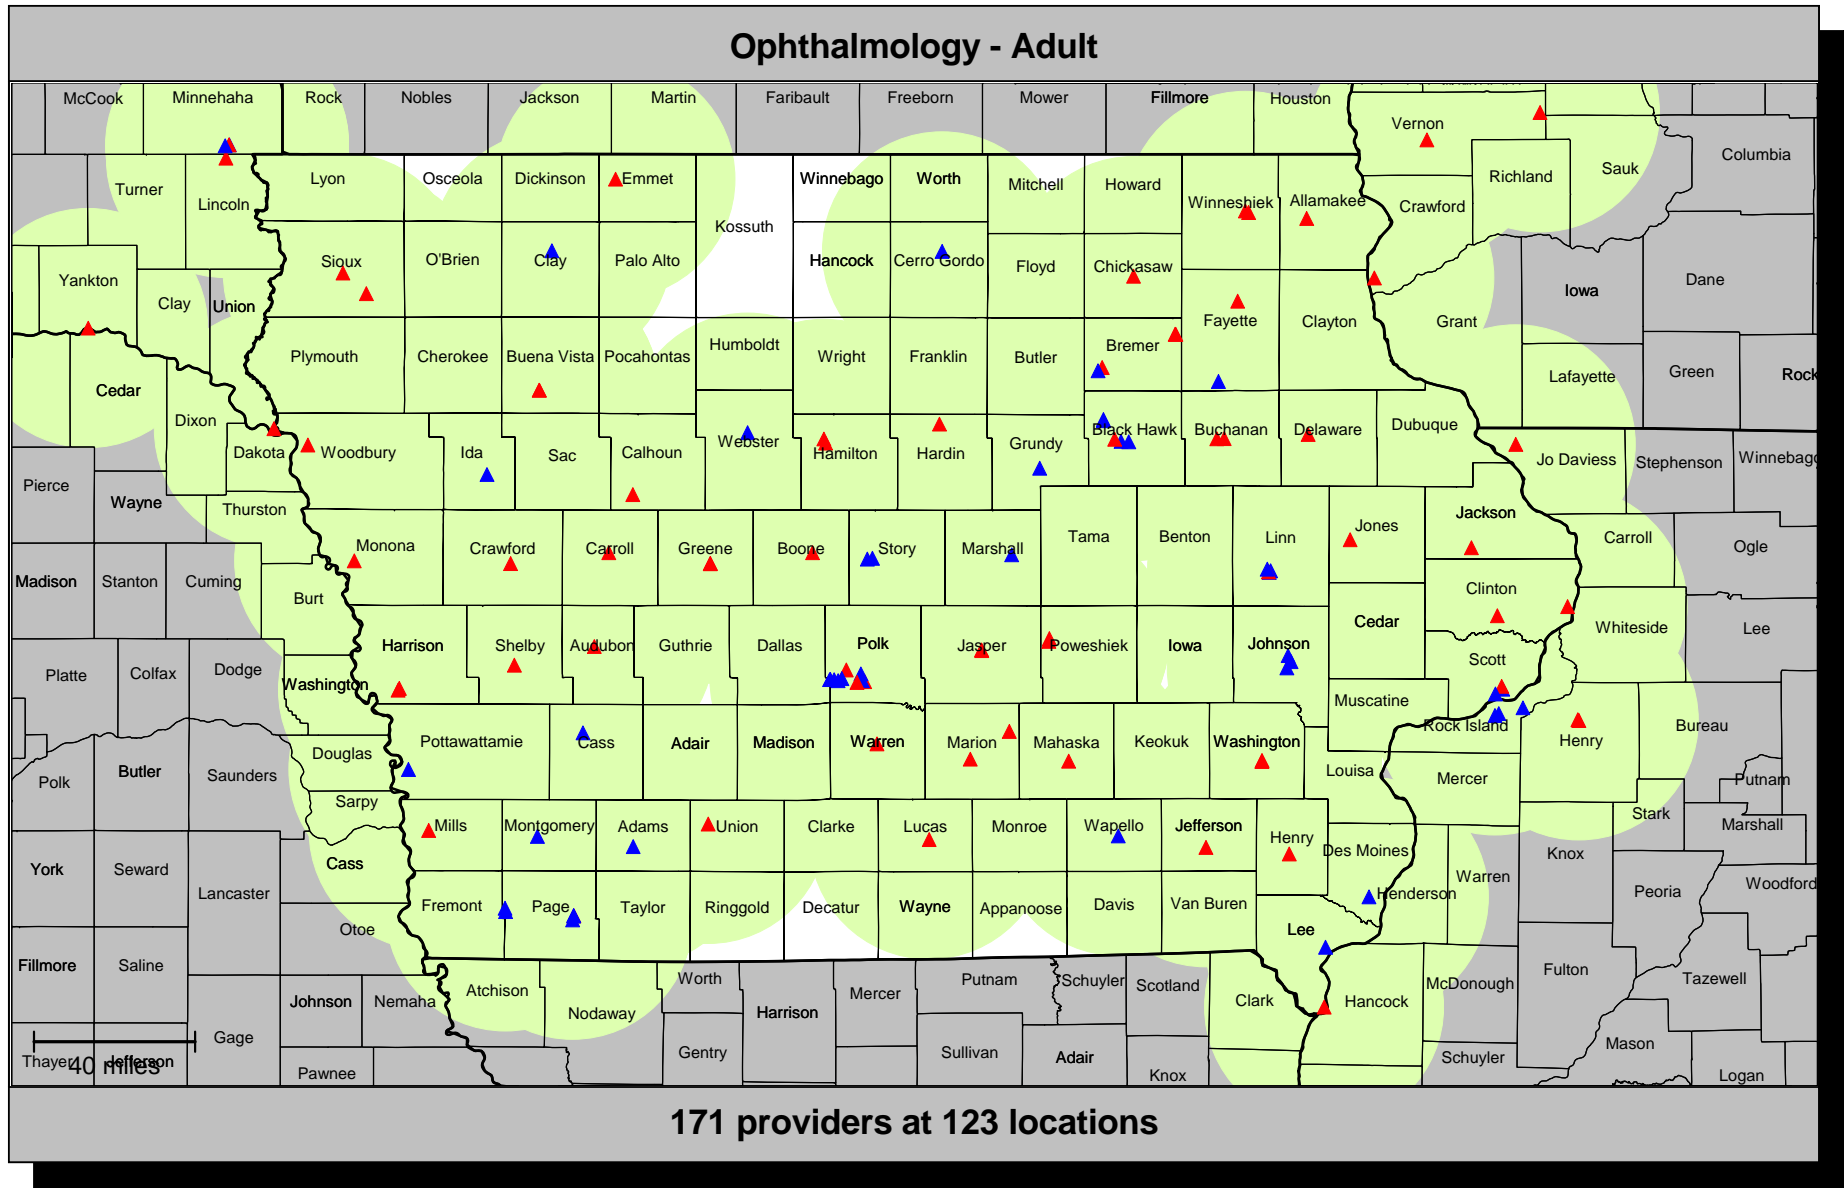 Ophthalmology - Adult
McCook
Minnehaha
Rock
Nobles
Jackson
Martin
Faribault
Freeborn
Mower
Fillmore
Houston
Vernon
Columbia
Sauk
Richland
Turner
Lincoln
Lyon
Osceola
Dickinson
Emmet
Winnebago
Worth
Mitchell
Howard
Winneshiek
Allamakee
Crawford
Kossuth
Yankton
Clay
Union
Sioux
O'Brien
Clay
Palo Alto
Hancock
Cerro Gordo
Floyd
Chickasaw
Iowa
Dane
Fayette
Clayton
Grant
Plymouth
Cherokee
Buena Vista
Pocahontas
Humboldt
Wright
Franklin
Butler
Bremer
Lafayette
Green
Rock
Cedar
Dixon
Dakota
Woodbury
Ida
Sac
Calhoun
Webster
Hamilton
Hardin
Grundy
Black Hawk
Buchanan
Delaware
Dubuque
Jo Daviess
Stephenson
Winnebago
Pierce
Wayne
Thurston
Monona
Crawford
Carroll
Greene
Boone
Story
Marshall
Tama
Benton
Linn
Jones
Jackson
Carroll
Ogle
Madison
Stanton
Cuming
Burt
Clinton
Whiteside
Lee
Harrison
Shelby
Audubon
Guthrie
Dallas
Polk
Jasper
Poweshiek
Iowa
Johnson
Cedar
Scott
Platte
Colfax
Dodge
Washington
Muscatine
Rock Island
Henry
Bureau
Douglas
Pottawattamie
Cass
Adair
Madison
Warren
Marion
Mahaska
Keokuk
Washington
Louisa
Mercer
Putnam
Polk
Butler
Saunders
Sarpy
Mills
Montgomery
Adams
Union
Clarke
Lucas
Monroe
Wapello
Jefferson
Henry
Des Moines
Stark
Marshall
Knox
York
Seward
Cass
Lancaster
Warren
Henderson
Peoria
Woodford
Otoe
Fremont
Page
Taylor
Ringgold
Decatur
Wayne
Appanoose
Davis
Van Buren
Lee
Fillmore
Saline
Johnson
Nemaha
Atchison
Nodaway
Worth
Harrison
Mercer
Putnam
Schuyler
Scotland
Clark
Hancock
McDonough
Fulton
Tazewell
Gage
Gentry
Sullivan
Adair
Knox
Schuyler
Mason
Logan
Thayer
Jefferson
40 miles
Pawnee
171 providers at 123 locations